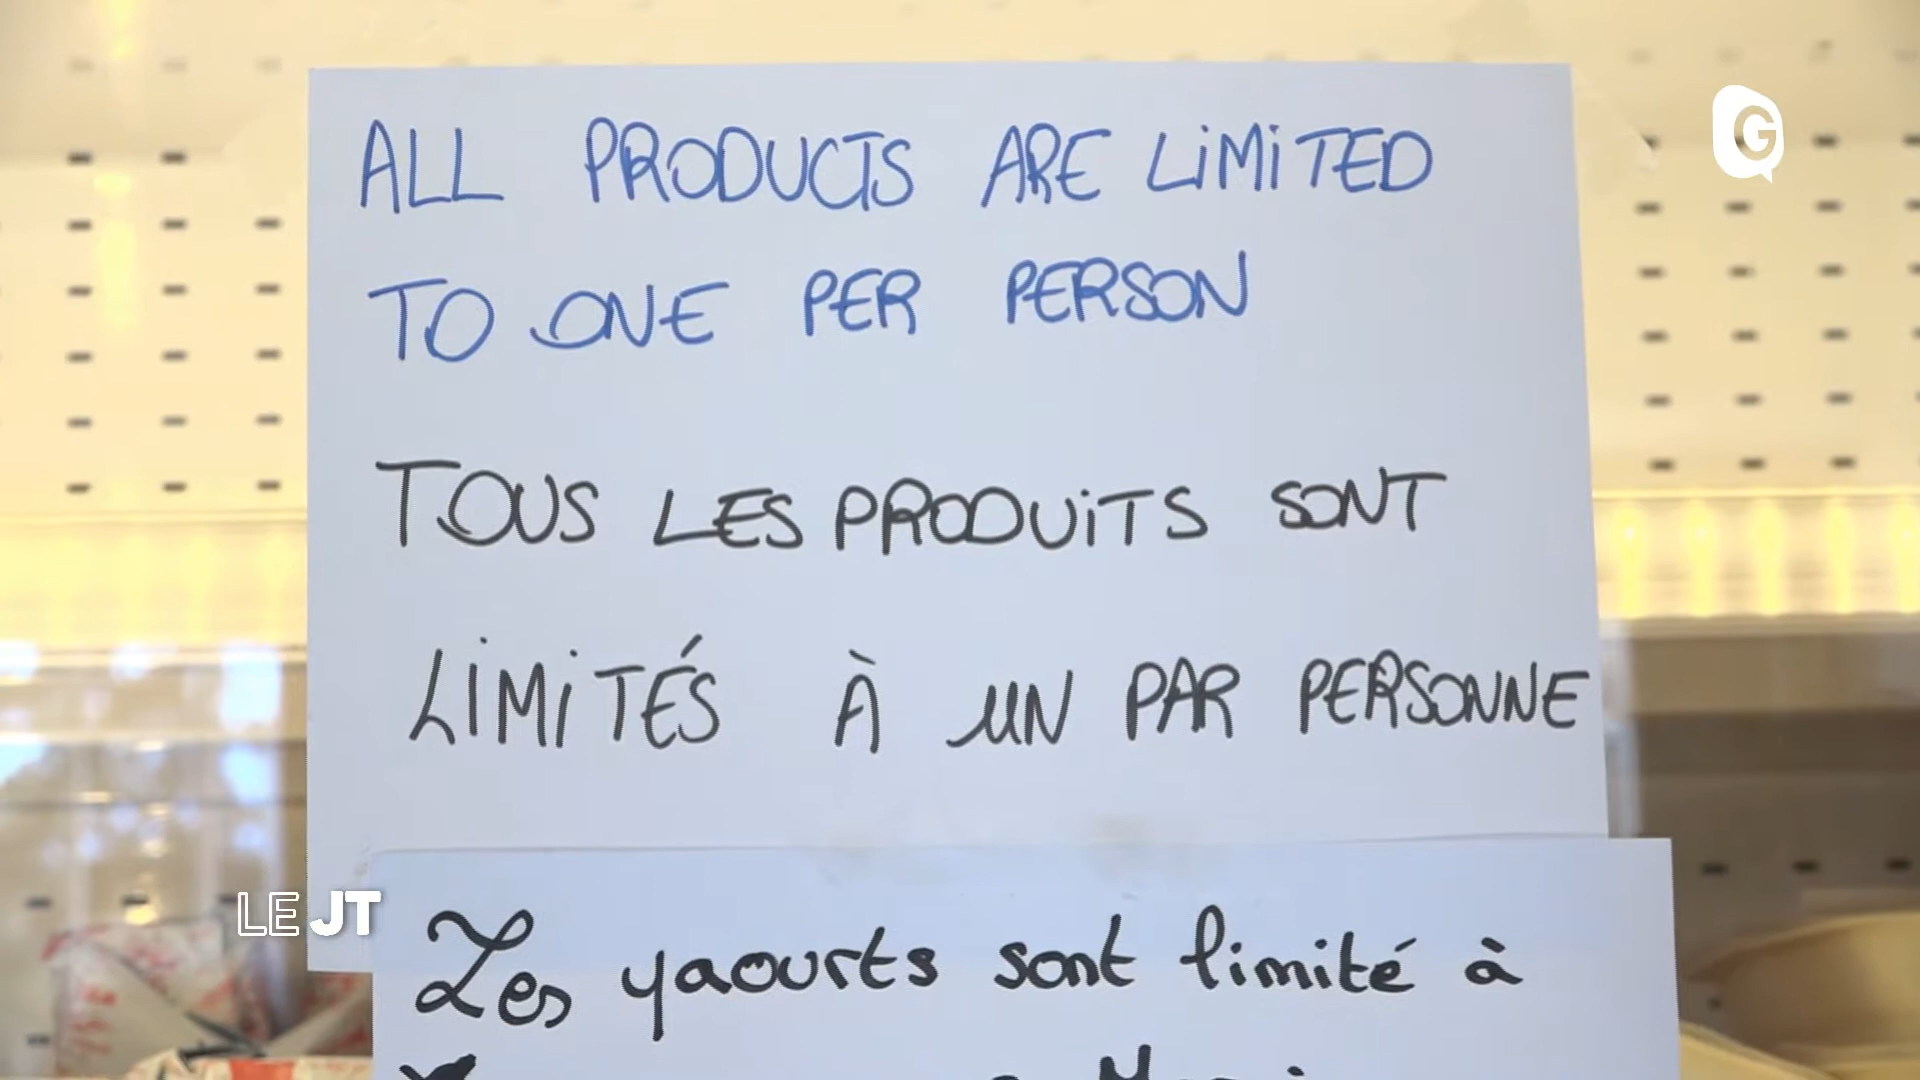 ALL PRODUCTS ARE LIMITED
TO ONE PER PERSON
TOUS LES PRODUITS SONT
LIMITÉS À UN PAR PERSONNE
Les yaourts sont limité à
LE JT
G